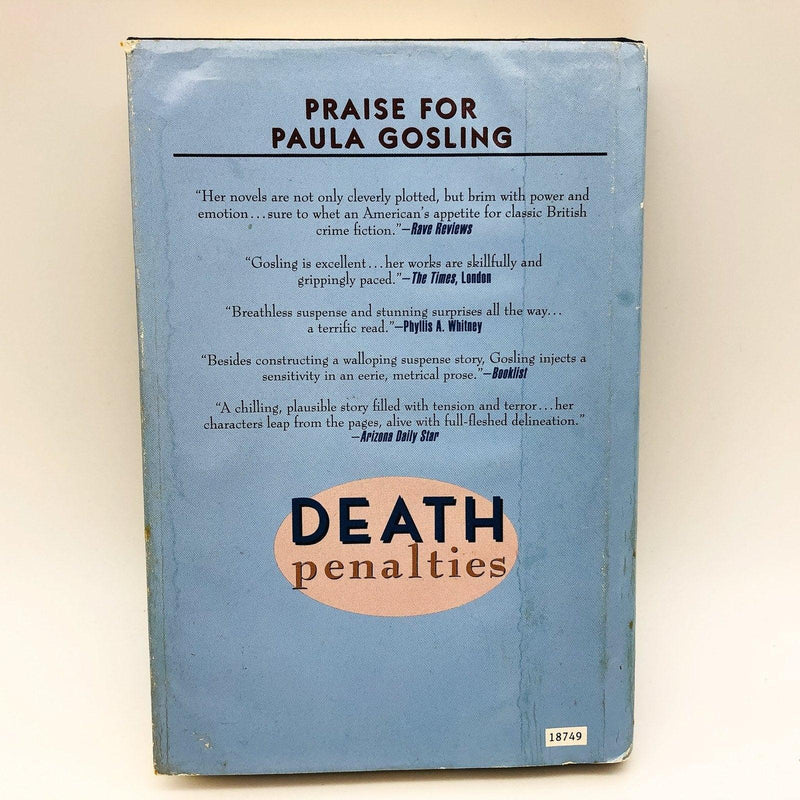 PRAISE FOR
PAULA GOSLING
“Her novels are not only cleverly plotted, but brim with power and
emotion...sure to whet an American’s appetite for classic British
crime fiction.”—Rave Reviews
“Gosling is excellent...her works are skillfully and
grippingly paced.”—The Times, London
“Breathless suspense and stunning surprises all the way...
a terrific read.”—Phyllis A. Whitney
“Besides constructing a walloping suspense story, Gosling injects a
sensitivity in an eerie, metrical prose.”—Booklist
“A chilling, plausible story filled with tension and terror...her
characters leap from the pages, alive with full-fleshed delineation.”
—Arizona Daily Star
DEATH
penalties
18749